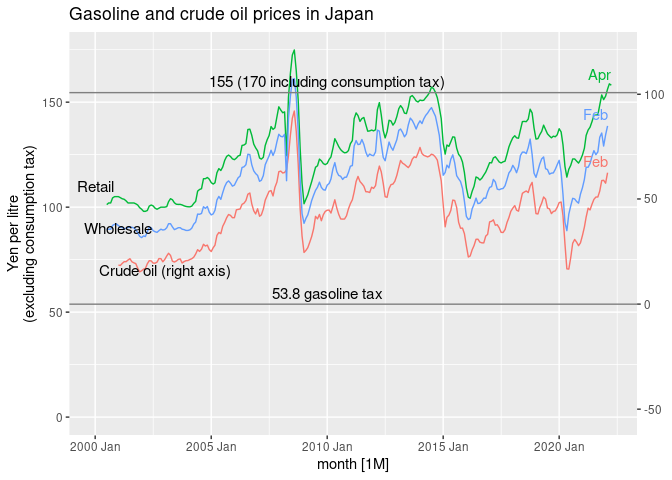 Gasoline and crude oil prices in Japan
Apr
155 (170 including consumption tax)
Feb
Feb
Retail
Wholesale
Crude oil (right axis)
53.8 gasoline tax
150
100
50
0
100
50
0
-50
Yen per litre
(excluding consumption tax)
2000 Jan
2005 Jan
2010 Jan
2015 Jan
2020 Jan
month [1M]